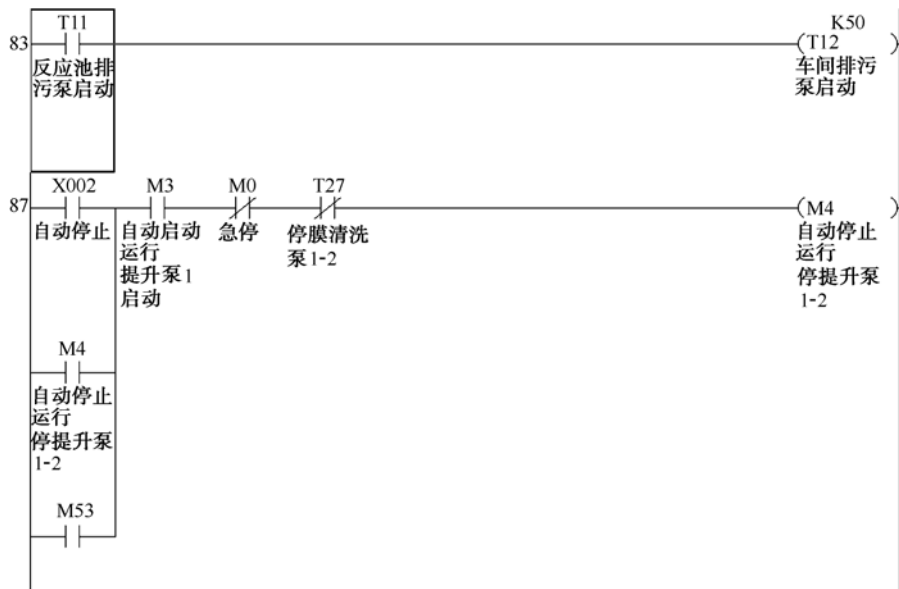 T11 K50
83 (T12 )
反应池排 车间排污
污泵启动 泵启动
X002 M3 M0 T27
87 (M4 )
自动停止 自动启动 急停 停膜清洗 自动停止
运行 泵1-2 运行
提升泵1 停提升泵
启动 1-2
M4
自动停止
运行
停提升泵
1-2
M53